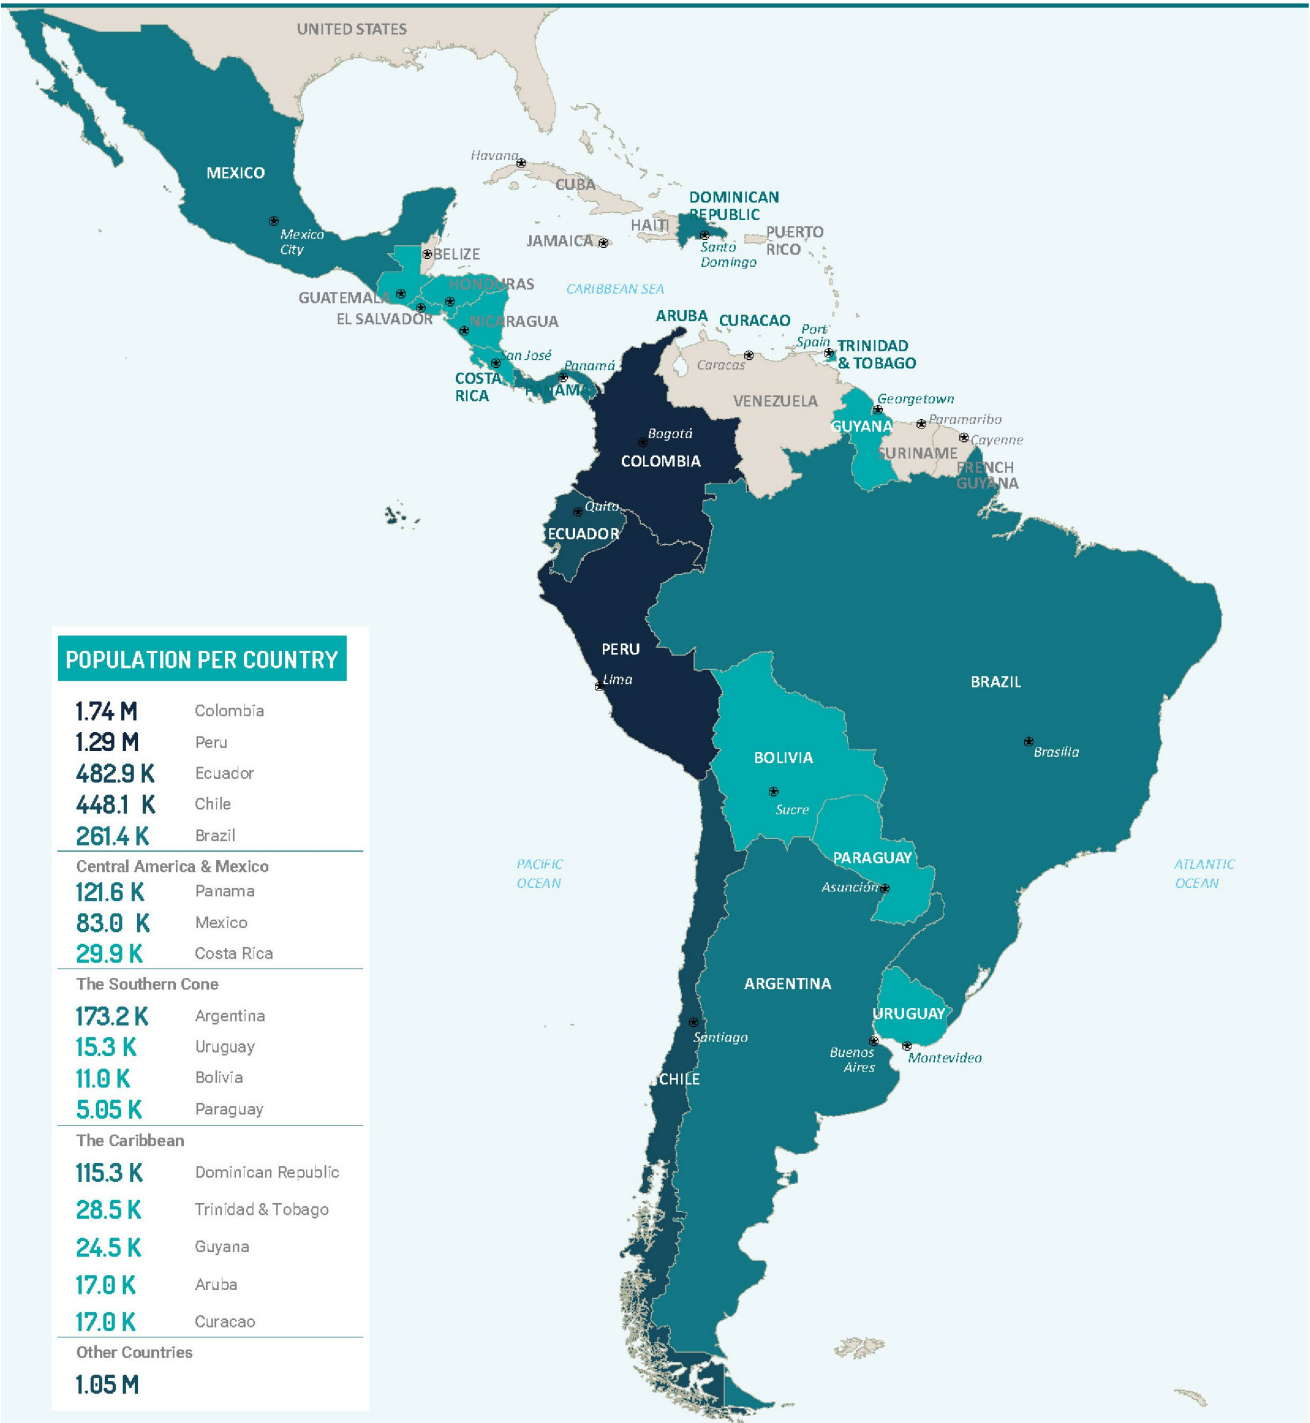 UNITED STATES
MEXICO
Mexico
City
Havana
CUBA
DOMINICAN
REPUBLIC
HAITI
JAMAICA
PUERTO
RICO
Santo
Domingo
BELIZE
HONDURAS
GUATEMALA
EL SALVADOR
NICARAGUA
CARIBBEAN SEA
ARUBA
CURACAO
Port
Spain
TRINIDAD
& TOBAGO
San José
Panamá
COSTA
RICA
PANAMA
Caracas
VENEZUELA
Georgetown
GUYANA
Paramaribo
Cayenne
SURINAME
FRENCH
GUYANA
Bogotá
COLOMBIA
Quito
ECUADOR
PERU
Lima
BRAZIL
Brasilia
BOLIVIA
Sucre
PARAGUAY
Asunción
PACIFIC
OCEAN
ATLANTIC
OCEAN
ARGENTINA
URUGUAY
Santiago
Buenos
Aires
Montevideo
CHILE
POPULATION PER COUNTRY
1.74 M Colombia
1.29 M Peru
482.9 K Ecuador
448.1 K Chile
261.4 K Brazil
Central America & Mexico
121.6 K Panama
83.0 K Mexico
29.9 K Costa Rica
The Southern Cone
173.2 K Argentina
15.3 K Uruguay
11.0 K Bolivia
5.05 K Paraguay
The Caribbean
115.3 K Dominican Republic
28.5 K Trinidad & Tobago
24.5 K Guyana
17.0 K Aruba
17.0 K Curacao
Other Countries
1.05 M